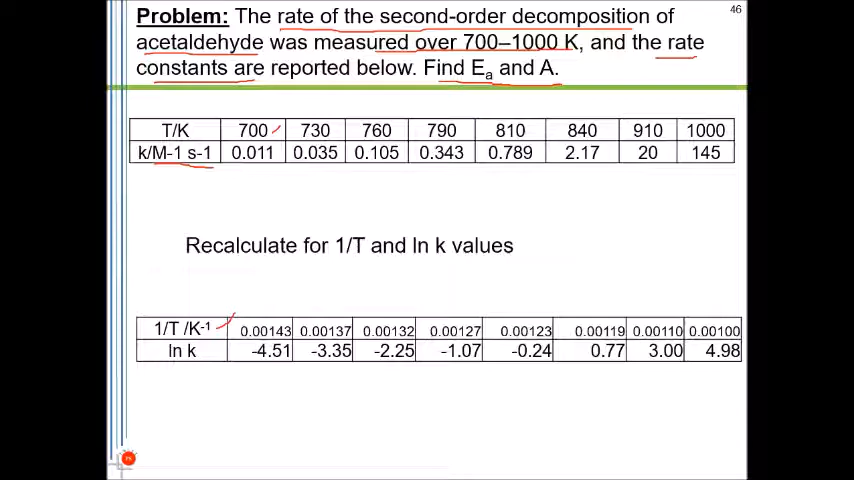 46
Problem: The rate of the second-order decomposition of
acetaldehyde was measured over 700–1000 K, and the rate
constants are reported below. Find Ea and A.
T/K 700 730 760 790 810 840 910 1000
k/M-1 s-1 0.011 0.035 0.105 0.343 0.789 2.17 20 145
Recalculate for 1/T and ln k values
1/T /K-1 0.00143 0.00137 0.00132 0.00127 0.00123 0.00119 0.00110 0.00100
ln k -4.51 -3.35 -2.25 -1.07 -0.24 0.77 3.00 4.98